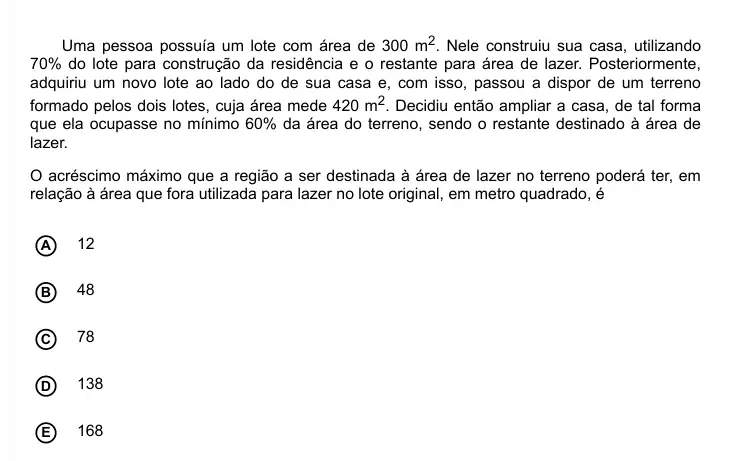 Uma pessoa possuía um lote com área de 300 m². Nele construiu sua casa, utilizando
70% do lote para construção da residência e o restante para área de lazer. Posteriormente,
adquiriu um novo lote ao lado do de sua casa e, com isso, passou a dispor de um terreno
formado pelos dois lotes, cuja área mede 420 m². Decidiu então ampliar a casa, de tal forma
que ela ocupasse no mínimo 60% da área do terreno, sendo o restante destinado à área de
lazer.
O acréscimo máximo que a região a ser destinada à área de lazer no terreno poderá ter, em
relação à área que fora utilizada para lazer no lote original, em metro quadrado, é
A 12
B 48
C 78
D 138
E 168